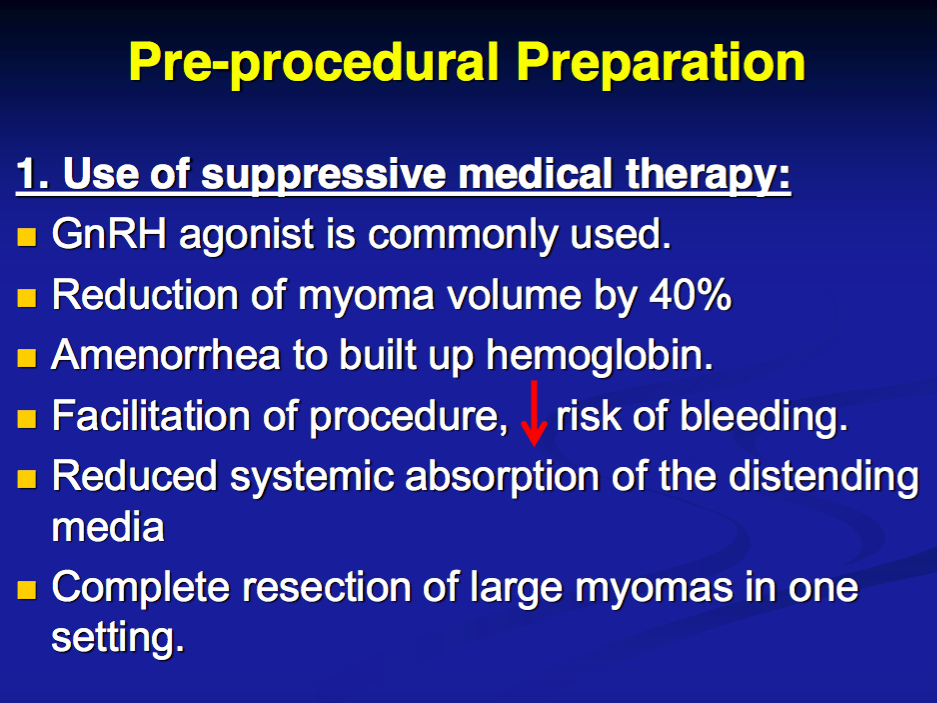 Pre-procedural Preparation
1. Use of suppressive medical therapy:
GnRH agonist is commonly used.
Reduction of myoma volume by 40%
Amenorrhea to built up hemoglobin.
Facilitation of procedure, ↓ risk of bleeding.
Reduced systemic absorption of the distending
media
Complete resection of large myomas in one
setting.